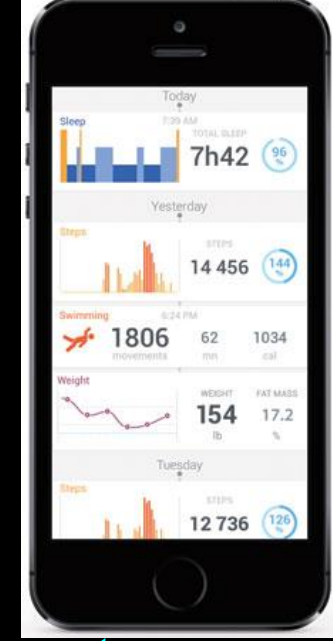 Today
Sleep 7:39 AM
TOTAL SLEEP
7h42 96 %
Yesterday
Steps
STEPS
14 456 144 %
Swimming 6:24 PM
1806 62 1034
movements mn cal
Weight
WEIGHT FAT MASS
154 17.2
lb %
Tuesday
Steps
STEPS
12 736 126